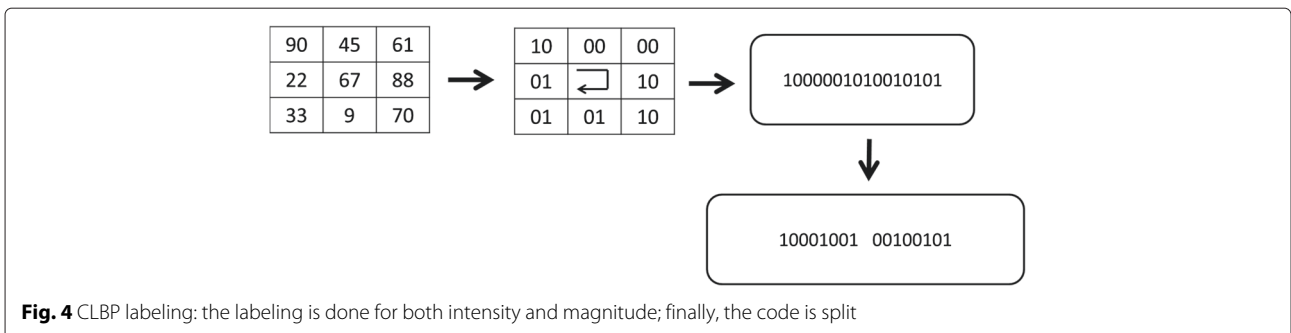 90 45 61
22 67 88
33 9 70
10 00 00
01 10
01 01 10
1000001010010101
10001001 00100101
Fig. 4 CLBP labeling: the labeling is done for both intensity and magnitude; finally, the code is split